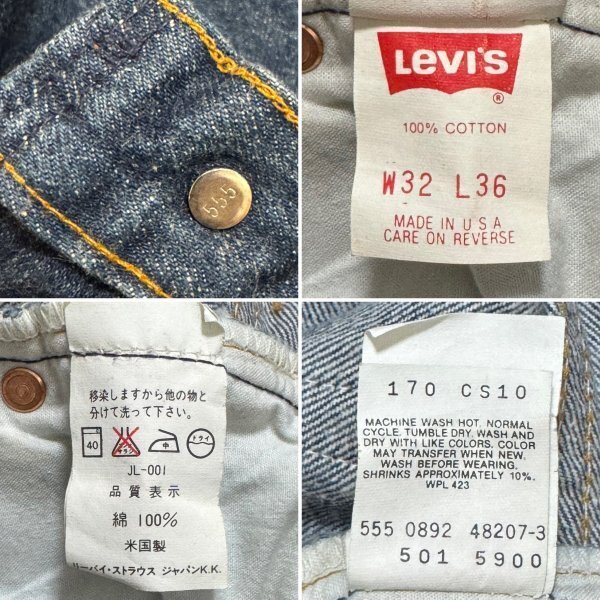 555
LEVI'S
®
100% COTTON
W32 L36
MADE IN U S A
CARE ON REVERSE
移染しますから他の物と
分けて洗って下さい。
40
中
ドライ
JL-001
品質表示
綿 100%
米国製
リーバイ・ストラウス ジャパンK.K.
170 CS10
MACHINE WASH HOT. NORMAL
CYCLE. TUMBLE DRY. WASH AND
DRY WITH LIKE COLORS. COLOR
MAY TRANSFER WHEN NEW.
WASH BEFORE WEARING.
SHRINKS APPROXIMATELY 10%.
WPL 423
555 0892 48207-3
501 5900